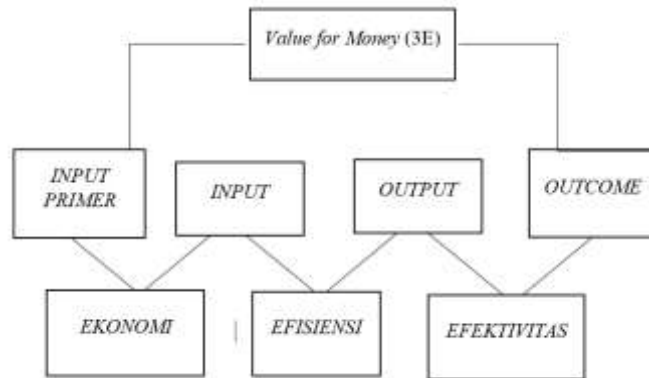 Value for Money (3E)
INPUT
PRIMER
INPUT
OUTPUT
OUTCOME
EKONOMI
EFISIENSI
EFEKTIVITAS